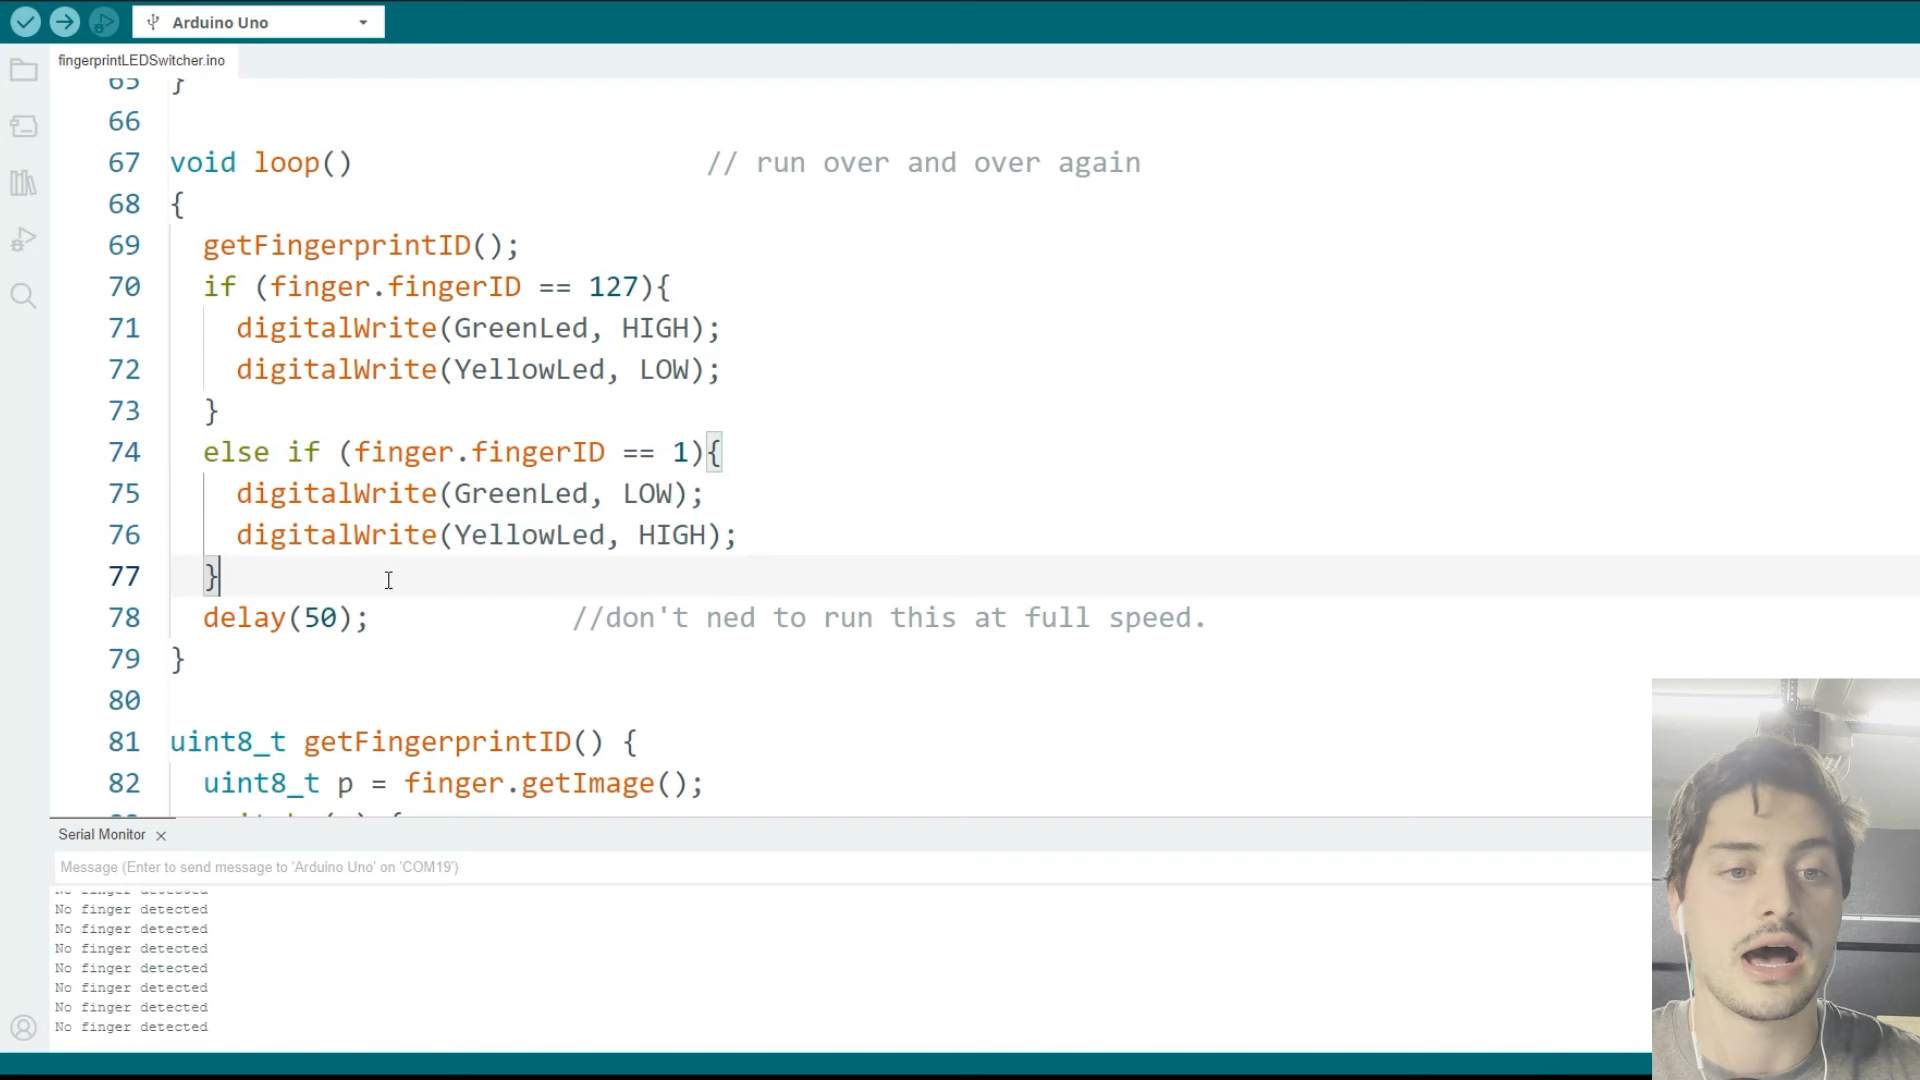 Arduino Uno
fingerprintLEDSwitcher.ino
65 }
66
67 void loop() // run over and over again
68 {
69 getFingerprintID();
70 if (finger.fingerID == 127){
71 digitalWrite(GreenLed, HIGH);
72 digitalWrite(YellowLed, LOW);
73 }
74 else if (finger.fingerID == 1){
75 digitalWrite(GreenLed, LOW);
76 digitalWrite(YellowLed, HIGH);
77 }
78 delay(50); //don't ned to run this at full speed.
79 }
80
81 uint8_t getFingerprintID() {
82 uint8_t p = finger.getImage();
Serial Monitor
Message (Enter to send message to 'Arduino Uno' on 'COM19')
No finger detected
No finger detected
No finger detected
No finger detected
No finger detected
No finger detected
No finger detected
No finger detected